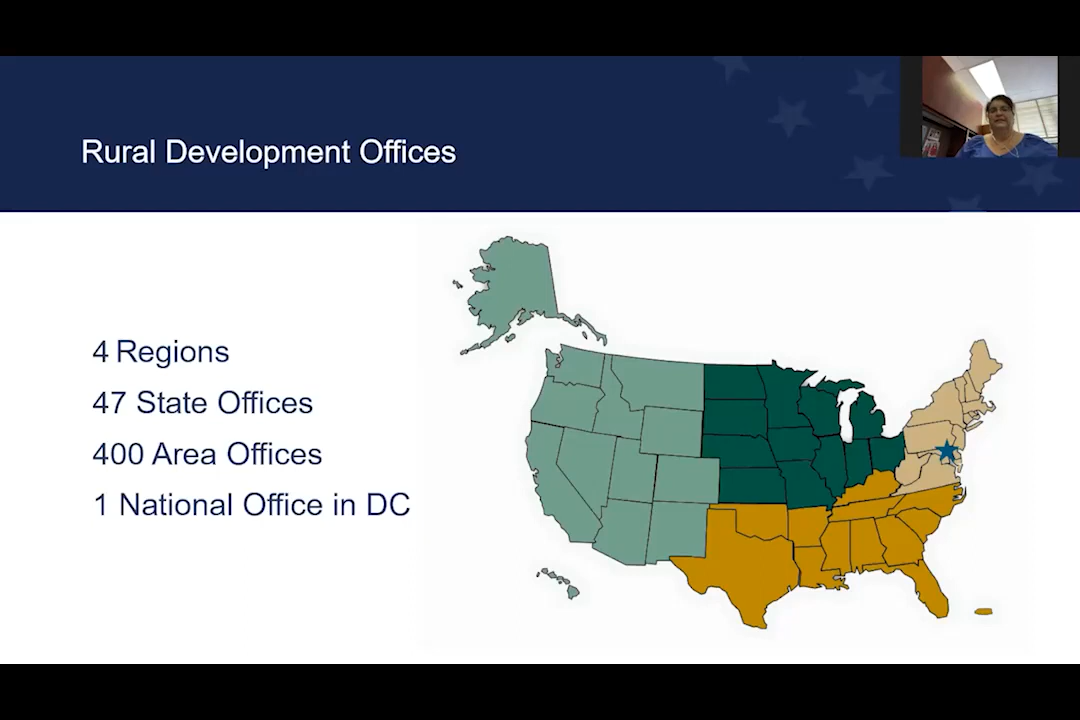 Rural Development Offices
4 Regions
47 State Offices
400 Area Offices
1 National Office in DC